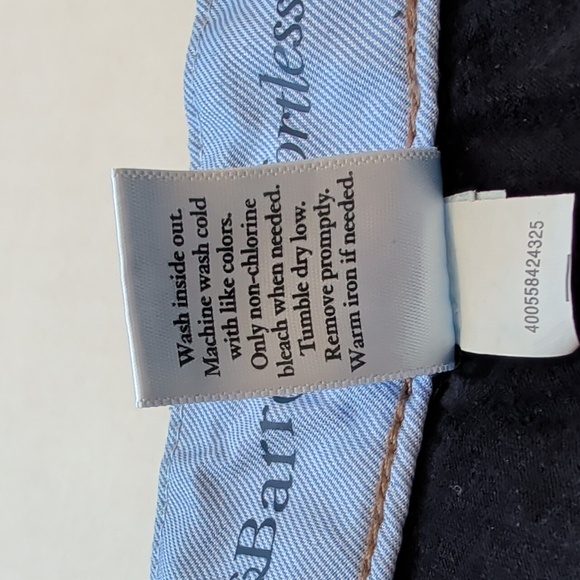 Wash inside out.
Machine wash cold
with like colors.
Only non-chlorine
bleach when needed.
Tumble dry low.
Remove promptly.
Warm iron if needed.
400558424325